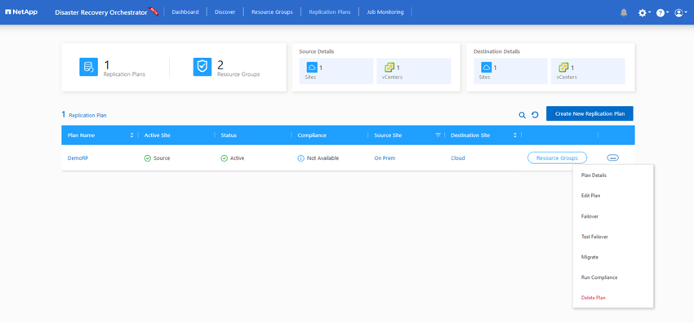 NetApp Disaster Recovery Orchestrator Dashboard Discover Resource Groups Replication Plans Job Monitoring
1 Replication Plans
2 Resource Groups
Source Details
1 Sites
1 vCenters
Destination Details
1 Sites
1 vCenters
1 Replication Plan
Create New Replication Plan
Plan Name Active Site Status Compliance Source Site Destination Site
DemoRP Source Active Not Available On Prem Cloud Resource Groups
Plan Details
Edit Plan
Failover
Test Failover
Migrate
Run Compliance
Delete Plan